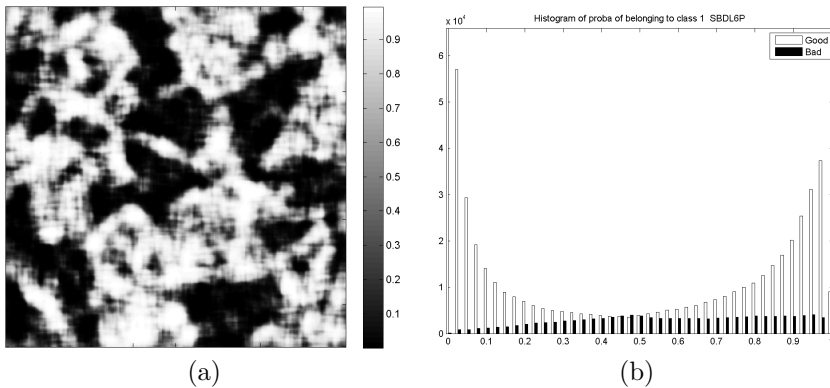 0.9
0.8
0.7
0.6
0.5
0.4
0.3
0.2
0.1
(a)
Histogram of proba of belonging to class 1 SBDL6P
x 10⁴
Good
Bad
6
5
4
3
2
1
0
0 0.1 0.2 0.3 0.4 0.5 0.6 0.7 0.8 0.9
(b)